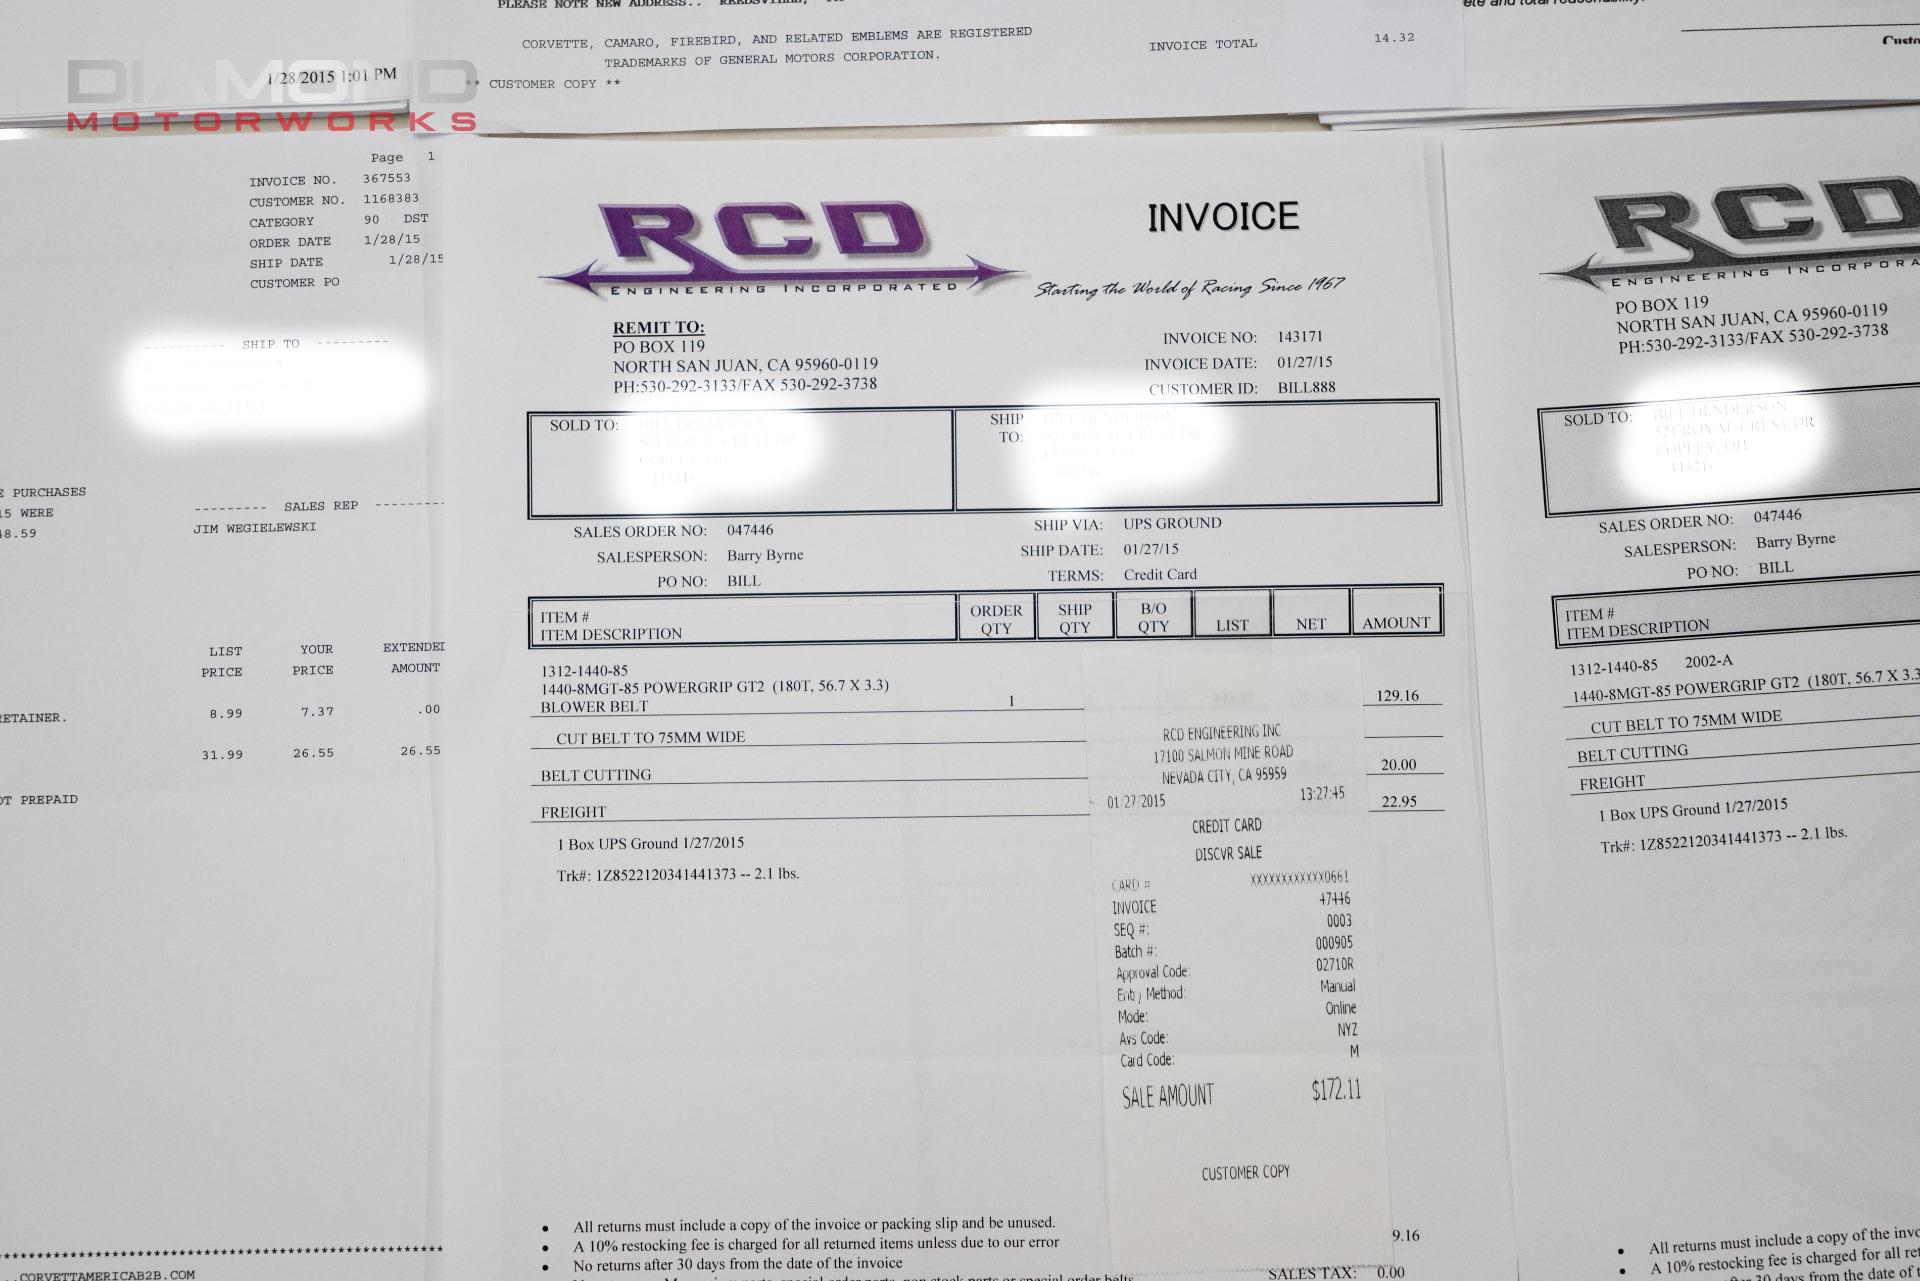 PLEASE NOTE NEW ADDRESS..
CORVETTE, CAMARO, FIREBIRD, AND RELATED EMBLEMS ARE REGISTERED
TRADEMARKS OF GENERAL MOTORS CORPORATION.
INVOICE TOTAL 14.32
** CUSTOMER COPY **
1/28/2015 1:01 PM
DIAMOND
MOTORWORKS
Page 1
INVOICE NO. 367553
CUSTOMER NO. 1168383
CATEGORY 90 DST
ORDER DATE 1/28/15
SHIP DATE 1/28/15
CUSTOMER PO
---------- SHIP TO ---------
PURCHASES
15 WERE
48.59
--------- SALES REP ---------
JIM WEGIELEWSKI
LIST YOUR EXTENDED
PRICE PRICE AMOUNT
RETAINER. 8.99 7.37 .00
31.99 26.55 26.55
PREPAID
CORVETTAMERICAB2B.COM
RCD
ENGINEERING INCORPORATED
INVOICE
Starting the World of Racing Since 1967
REMIT TO:
PO BOX 119
NORTH SAN JUAN, CA 95960-0119
PH:530-292-3133/FAX 530-292-3738
INVOICE NO: 143171
INVOICE DATE: 01/27/15
CUSTOMER ID: BILL888
SOLD TO:
SHIP
TO:
SALES ORDER NO: 047446
SALESPERSON: Barry Byrne
PO NO: BILL
SHIP VIA: UPS GROUND
SHIP DATE: 01/27/15
TERMS: Credit Card
ITEM #
ITEM DESCRIPTION
ORDER QTY
SHIP QTY
B/O QTY
LIST
NET
AMOUNT
1312-1440-85
1440-8MGT-85 POWERGRIP GT2 (180T, 56.7 X 3.3)
BLOWER BELT 1 129.16
CUT BELT TO 75MM WIDE
BELT CUTTING 20.00
FREIGHT 22.95
1 Box UPS Ground 1/27/2015
Trk#: 1Z8522120341441373 -- 2.1 lbs.
RCD ENGINEERING INC
17100 SALMON MINE ROAD
NEVADA CITY, CA 95959
01/27/2015 13:27:45
CREDIT CARD
DISCVR SALE
CARD # XXXXXXXXXXXX0661
INVOICE 47446
SEQ #: 0003
Batch #: 000905
Approval Code: 02710R
Entry Method: Manual
Mode: Online
Avs Code: NYZ
Card Code: M
SALE AMOUNT $172.11
CUSTOMER COPY
• All returns must include a copy of the invoice or packing slip and be unused.
• A 10% restocking fee is charged for all returned items unless due to our error
• No returns after 30 days from the date of the invoice
9.16
SALES TAX: 0.00
RCD
ENGINEERING
PO BOX 119
NORTH SAN JUAN, CA 95960-0119
PH:530-292-3133/FAX 530-292-3738
SOLD TO:
SALES ORDER NO: 047446
SALESPERSON: Barry Byrne
PO NO: BILL
ITEM #
ITEM DESCRIPTION
1312-1440-85 2002-A
1440-8MGT-85 POWERGRIP GT2 (180T, 56.7 X 3.3
CUT BELT TO 75MM WIDE
BELT CUTTING
FREIGHT
1 Box UPS Ground 1/27/2015
Trk#: 1Z8522120341441373 -- 2.1 lbs.
• All returns must include a copy of the
• A 10% restocking fee is charged for all
30 days from the date of